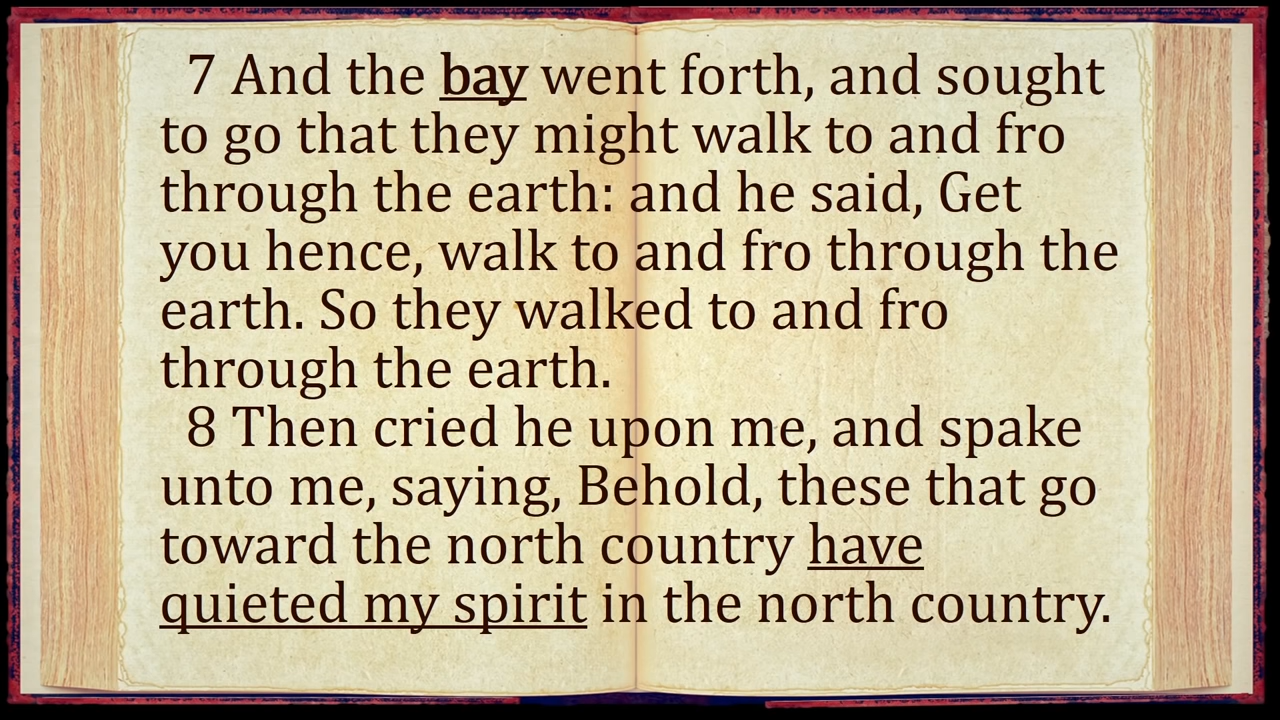 7 And the bay went forth, and sought
to go that they might walk to and fro
through the earth: and he said, Get
you hence, walk to and fro through the
earth. So they walked to and fro
through the earth.
8 Then cried he upon me, and spake
unto me, saying, Behold, these that go
toward the north country have
quieted my spirit in the north country.